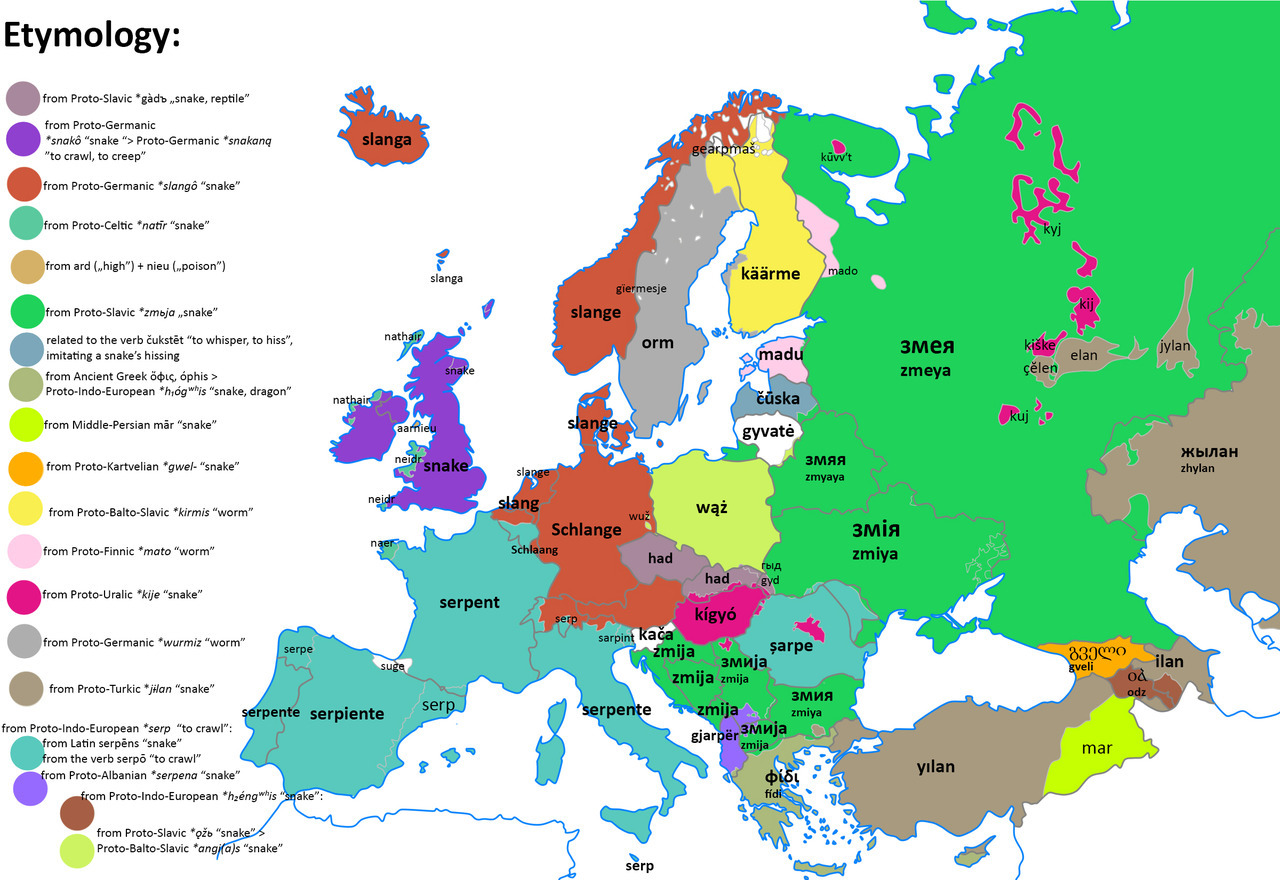 Etymology:
from Proto-Slavic *gàdъ „snake, reptile”
from Proto-Germanic
*snakô “snake “> Proto-Germanic *snakaną
”to crawl, to creep”
from Proto-Germanic *slangô “snake”
from Proto-Celtic *natīr “snake”
from ard („high”) + nieu („poison”)
from Proto-Slavic *zmьja „snake”
related to the verb čukstēt “to whisper, to hiss”,
imitating a snake’s hissing
from Ancient Greek ὄφις, óphis >
Proto-Indo-European *h₁ógʷʰis “snake, dragon”
from Middle-Persian mār “snake”
from Proto-Kartvelian *gwel- “snake”
from Proto-Balto-Slavic *kirmis “worm”
from Proto-Finnic *mato “worm”
from Proto-Uralic *kije “snake”
from Proto-Germanic *wurmiz “worm”
from Proto-Turkic *jɨlan “snake”
from Proto-Indo-European *serp “to crawl”:
from Latin serpēns “snake”
from the verb serpō “to crawl”
from Proto-Albanian *serpena “snake”
from Proto-Indo-European *h₂éngʷʰis “snake”:
from Proto-Slavic *ǫžь “snake” >
Proto-Balto-Slavic *angi(a)s “snake”
slanga
slanga
gearpmaš
kūvv't
kyj
mado
käärme
gïermesje
slange
orm
kij
nathair
snake
madu
змея
zmeya
kiške
elan
jylan
çĕlen
nathair
aarnieu
slange
čūska
kuj
gyvatė
neidr
snake
slange
змяя
zmyaya
жылан
zhylan
neidr
slang
wuž
wąż
naer
Schlaang
Schlange
змія
zmiya
had
had
гыд
gyd
serpent
serp
kígyó
sarpint
kača
șarpe
serpe
suge
zmija
змија
zmija
გველი
gveli
ilan
zmija
օձ
odz
serpente
serpiente
serp
serpente
zmija
змия
zmiya
gjarpër
змија
zmija
mar
yılan
φίδι
fídi
serp